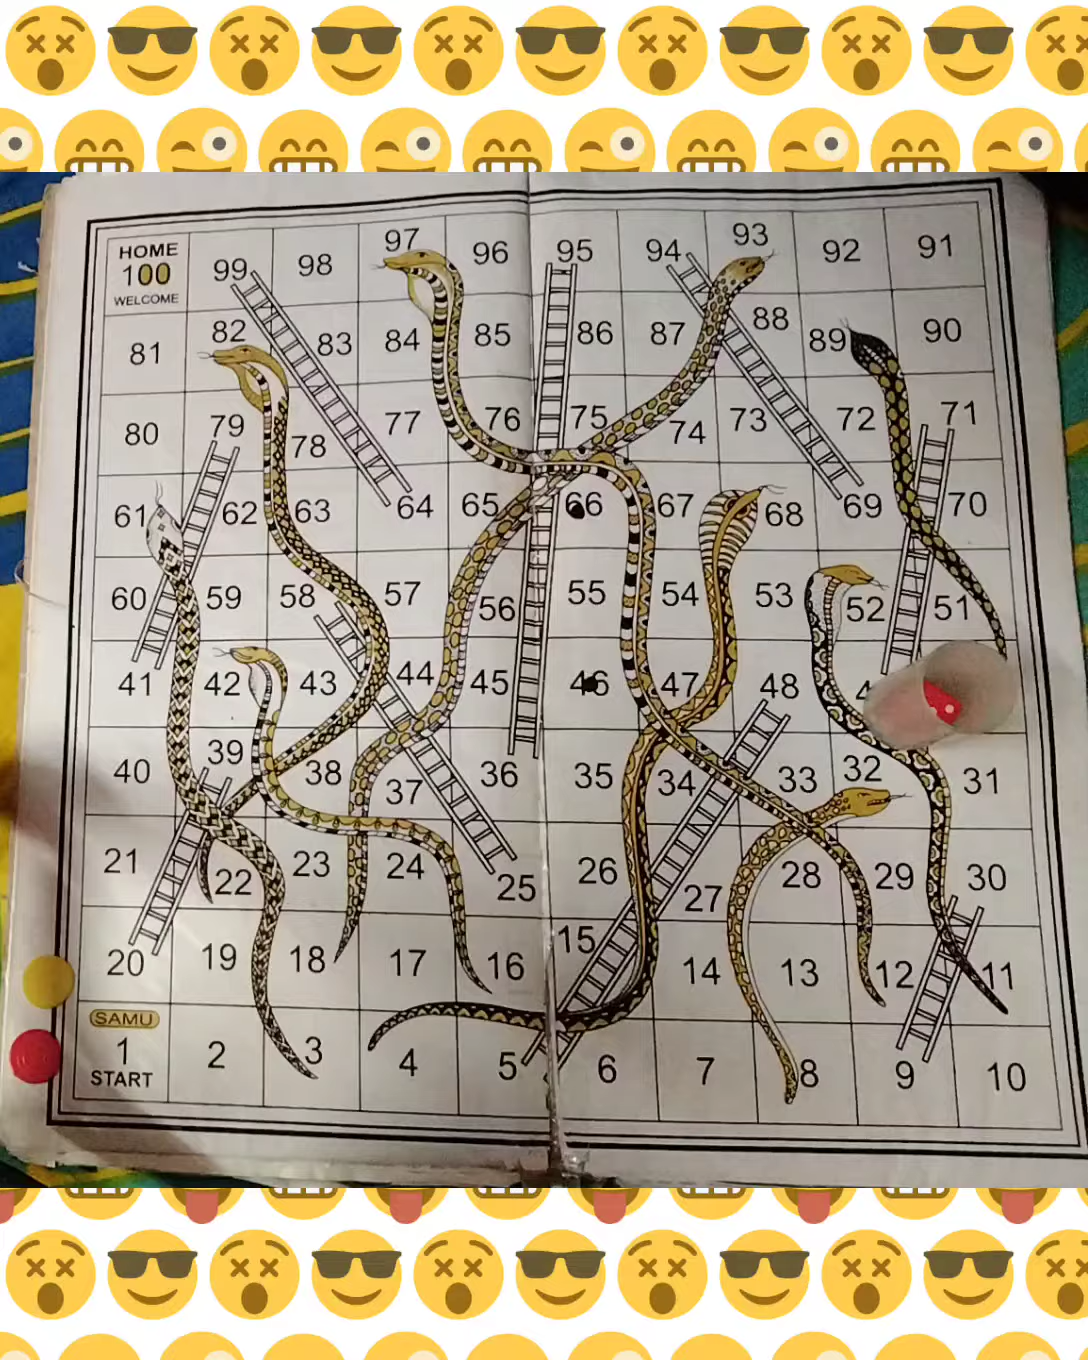 HOME
100
WELCOME
99 98 97 96 95 94 93 92 91
81 82 83 84 85 86 87 88 89 90
80 79 78 77 76 75 74 73 72 71
61 62 63 64 65 66 67 68 69 70
60 59 58 57 56 55 54 53 52 51
41 42 43 44 45 46 47 48 4
40 39 38 37 36 35 34 33 32 31
21 22 23 24 25 26 27 28 29 30
20 19 18 17 16 15 14 13 12 11
SAMU
1 2 3 4 5 6 7 8 9 10
START